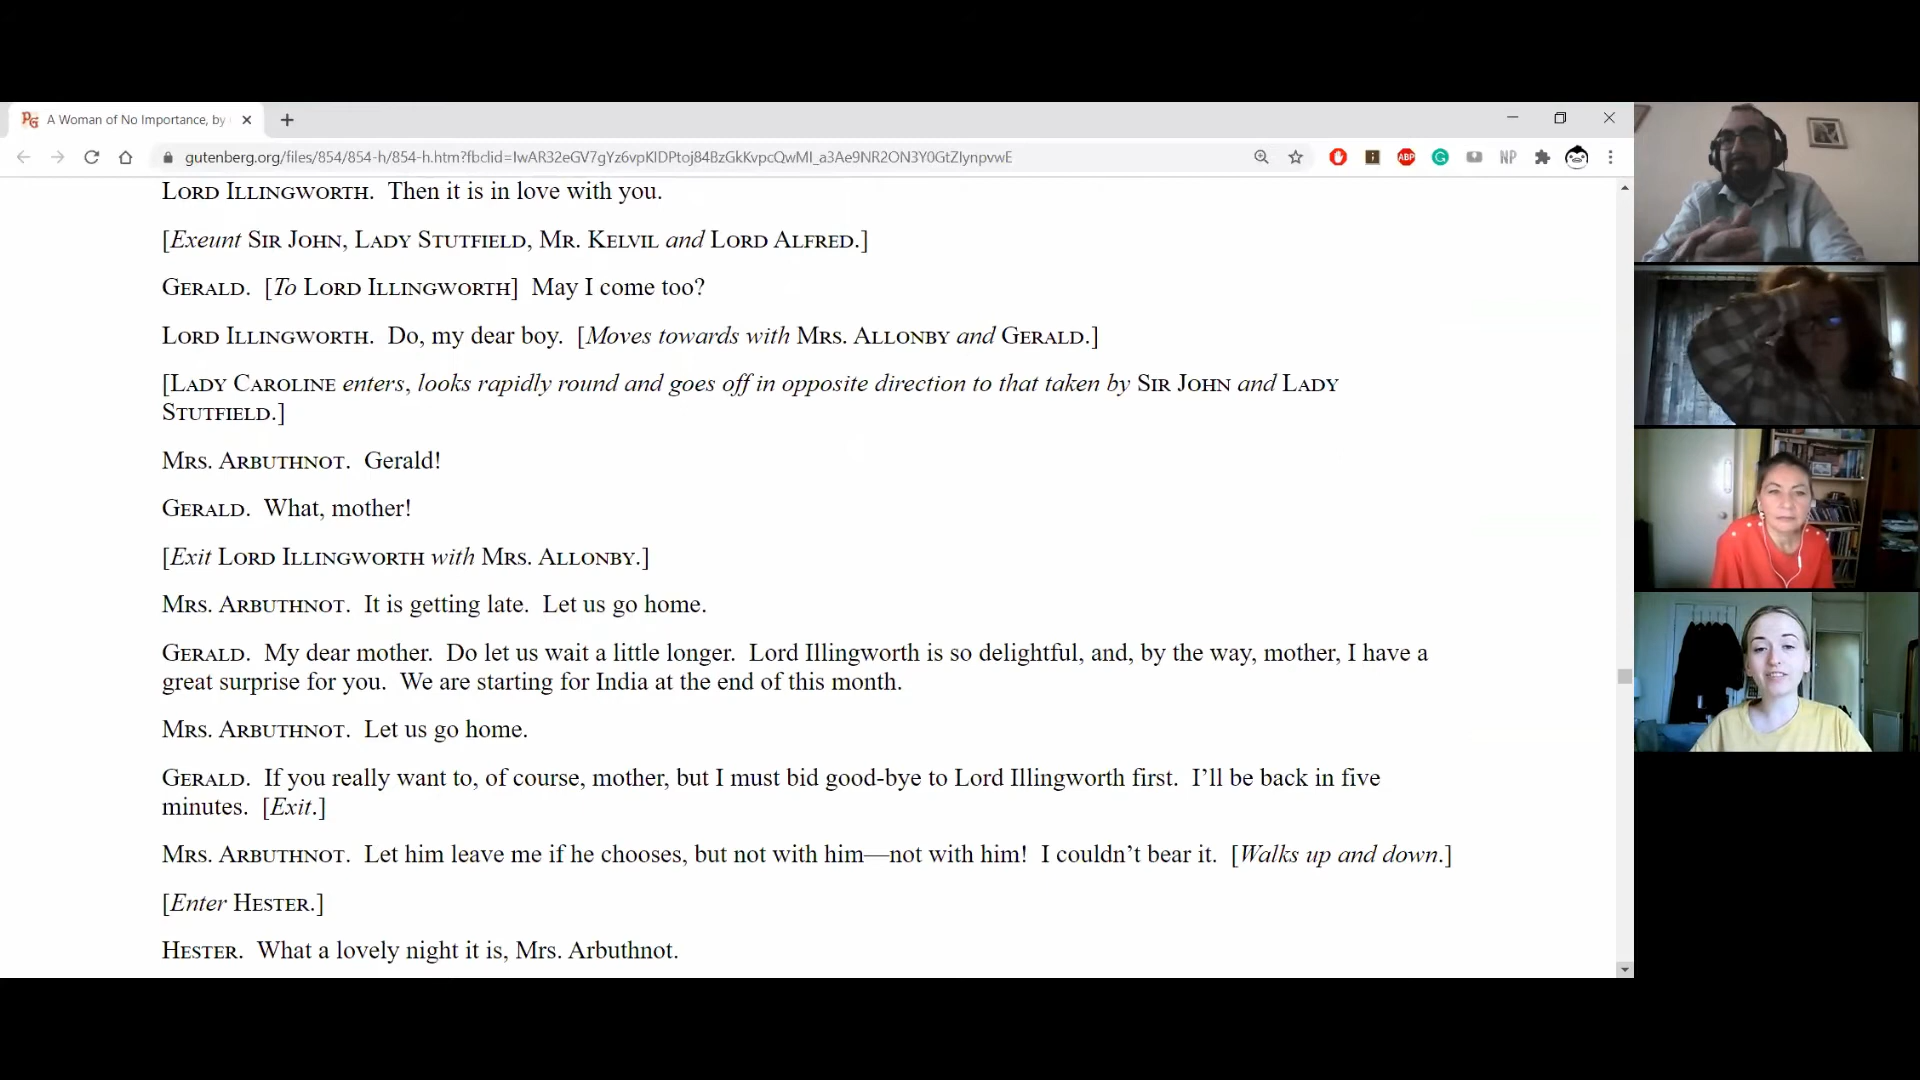 A Woman of No Importance, by
gutenberg.org/files/854/854-h/854-h.htm?fbclid=IwAR32eGV7gYz6vpKIDPtoj84BzGkKvpcQwMI_a3Ae9NR2ON3Y0GtZIynpvwE
ABP
NP
LORD ILLINGWORTH. Then it is in love with you.
[Exeunt SIR JOHN, LADY STUTFIELD, MR. KELVIL and LORD ALFRED.]
GERALD. [To LORD ILLINGWORTH] May I come too?
LORD ILLINGWORTH. Do, my dear boy. [Moves towards with MRS. ALLONBY and GERALD.]
[LADY CAROLINE enters, looks rapidly round and goes off in opposite direction to that taken by SIR JOHN and LADY
STUTFIELD.]
MRS. ARBUTHNOT. Gerald!
GERALD. What, mother!
[Exit LORD ILLINGWORTH with MRS. ALLONBY.]
MRS. ARBUTHNOT. It is getting late. Let us go home.
GERALD. My dear mother. Do let us wait a little longer. Lord Illingworth is so delightful, and, by the way, mother, I have a
great surprise for you. We are starting for India at the end of this month.
MRS. ARBUTHNOT. Let us go home.
GERALD. If you really want to, of course, mother, but I must bid good-bye to Lord Illingworth first. I’ll be back in five
minutes. [Exit.]
MRS. ARBUTHNOT. Let him leave me if he chooses, but not with him—not with him! I couldn’t bear it. [Walks up and down.]
[Enter HESTER.]
HESTER. What a lovely night it is, Mrs. Arbuthnot.